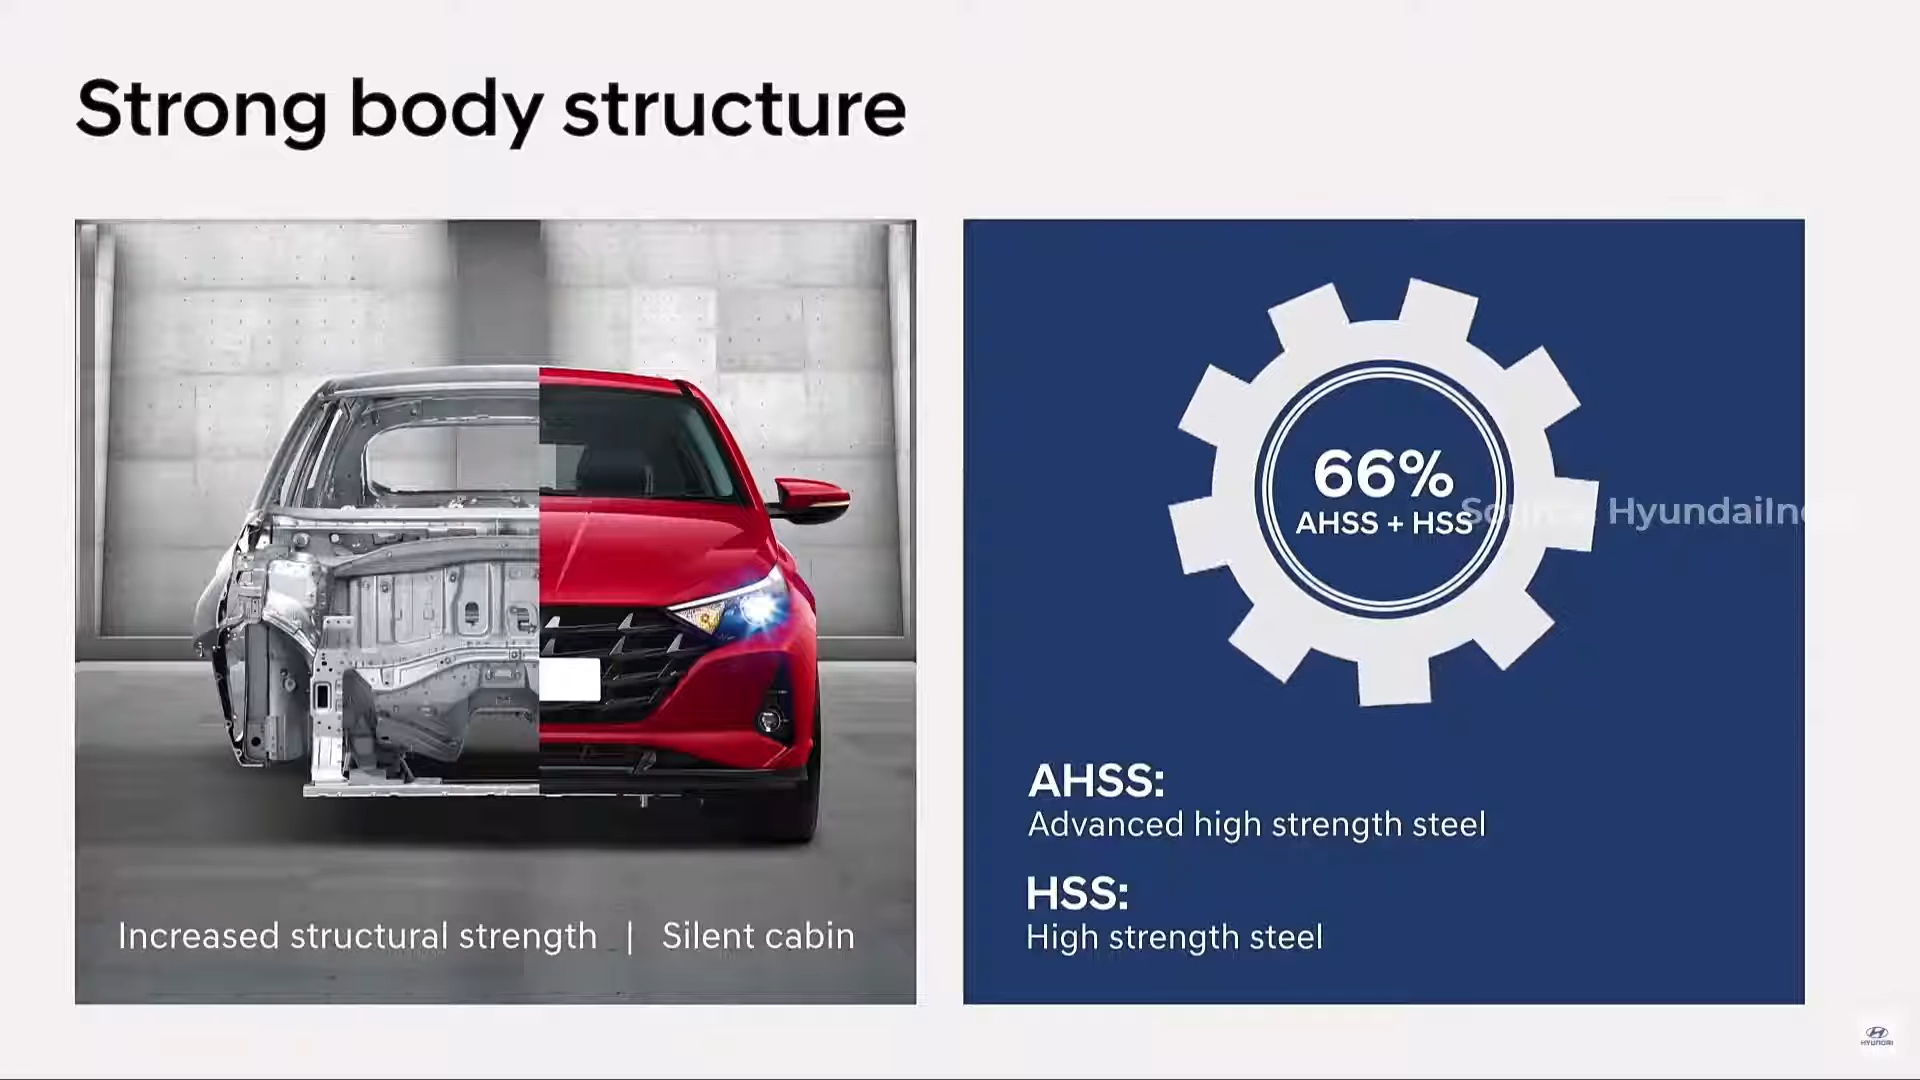 Strong body structure
66%
AHSS + HSS
HyundaiIn
AHSS:
Advanced high strength steel
HSS:
High strength steel
Increased structural strength | Silent cabin
HYUNDAI